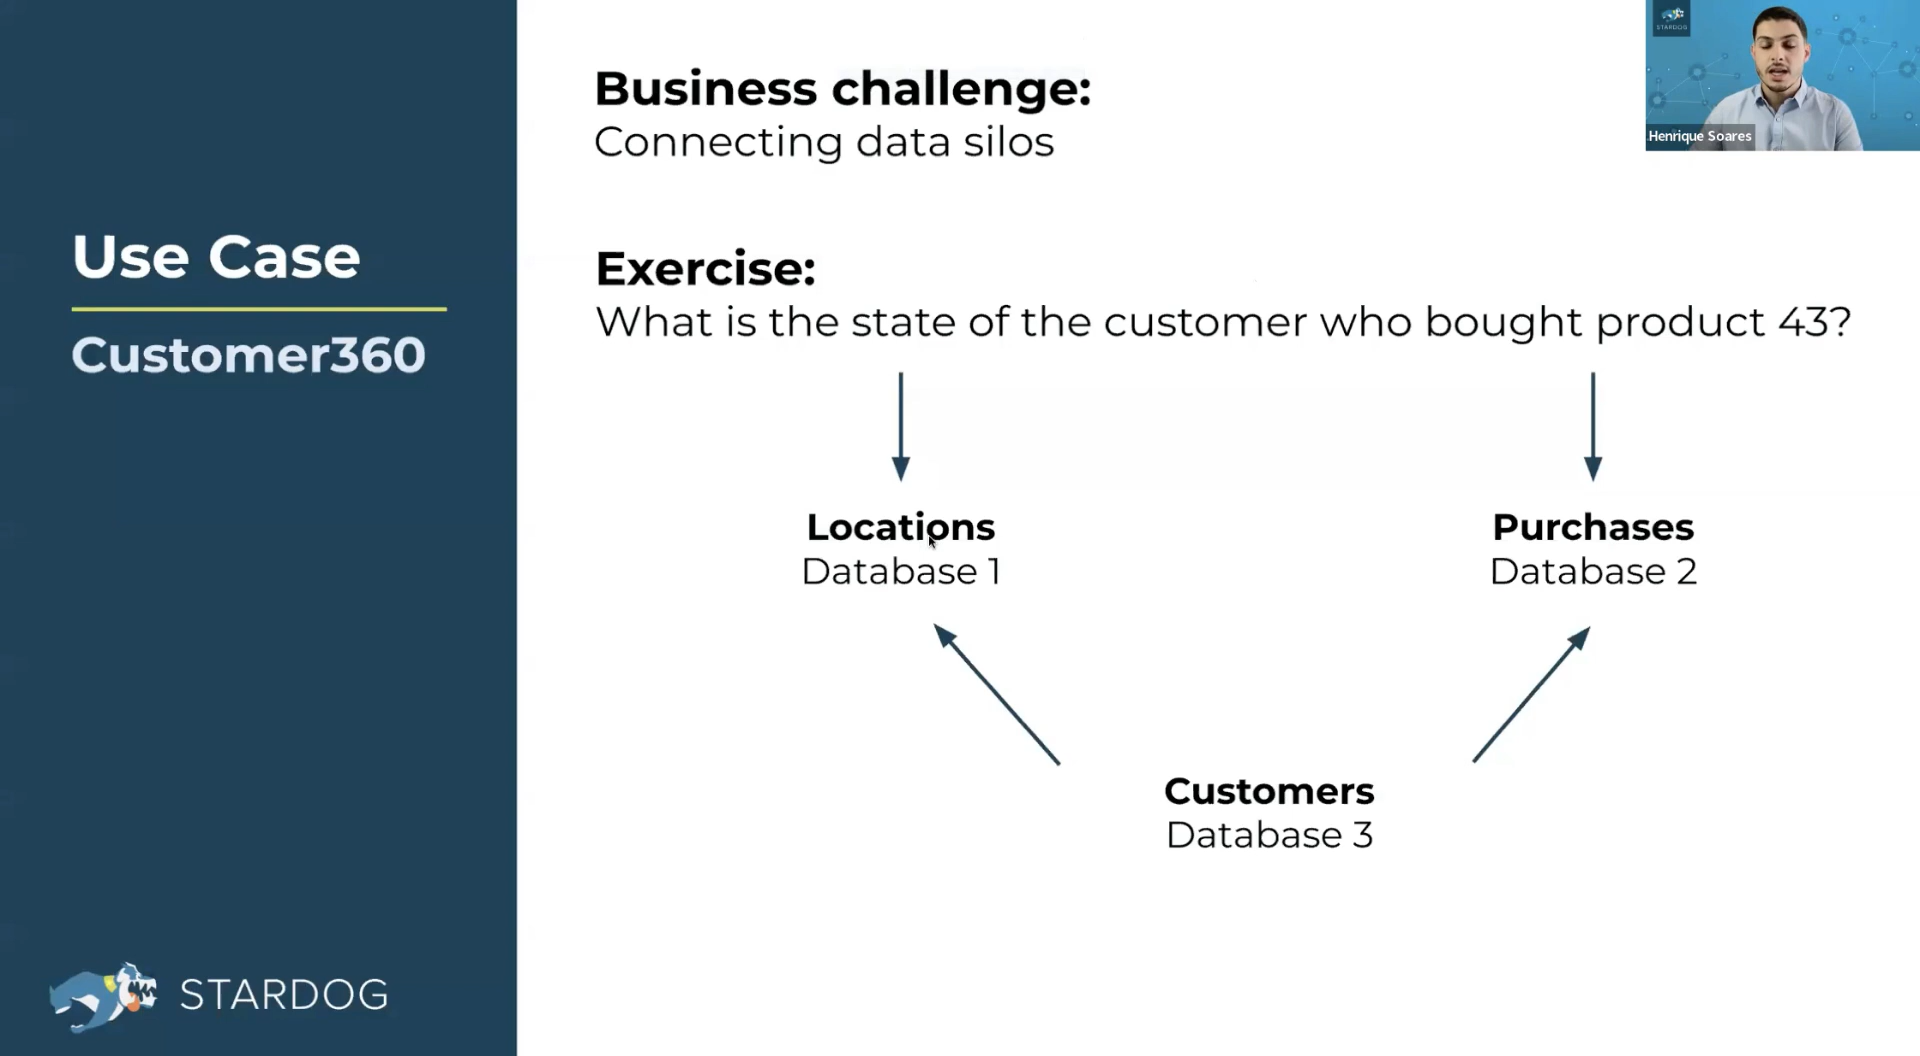 Use Case
Customer360
STARDOG
Business challenge:
Connecting data silos
Exercise:
What is the state of the customer who bought product 43?
Locations
Database 1
Purchases
Database 2
Customers
Database 3
STARDOG
.Henrique Soares